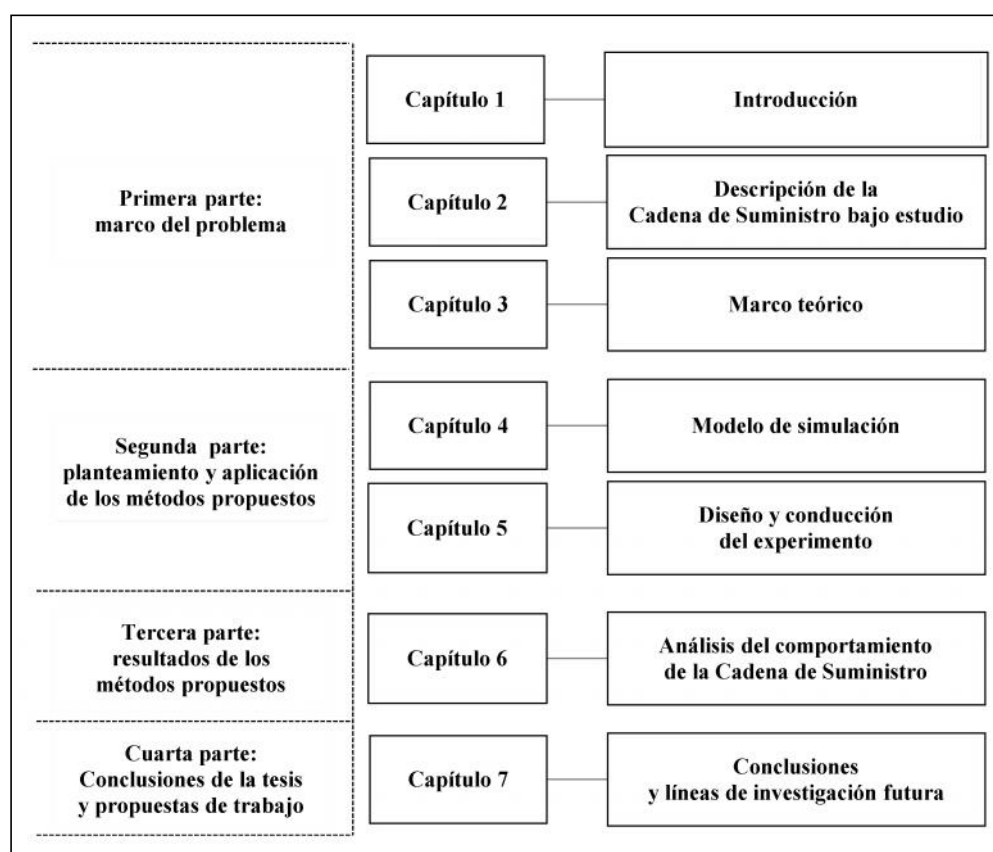 Primera parte:
marco del problema
Capítulo 1
Introducción
Capítulo 2
Descripción de la
Cadena de Suministro bajo estudio
Capítulo 3
Marco teórico
Segunda parte:
planteamiento y aplicación
de los métodos propuestos
Capítulo 4
Modelo de simulación
Capítulo 5
Diseño y conducción
del experimento
Tercera parte:
resultados de los
métodos propuestos
Capítulo 6
Análisis del comportamiento
de la Cadena de Suministro
Cuarta parte:
Conclusiones de la tesis
y propuestas de trabajo
Capítulo 7
Conclusiones
y líneas de investigación futura